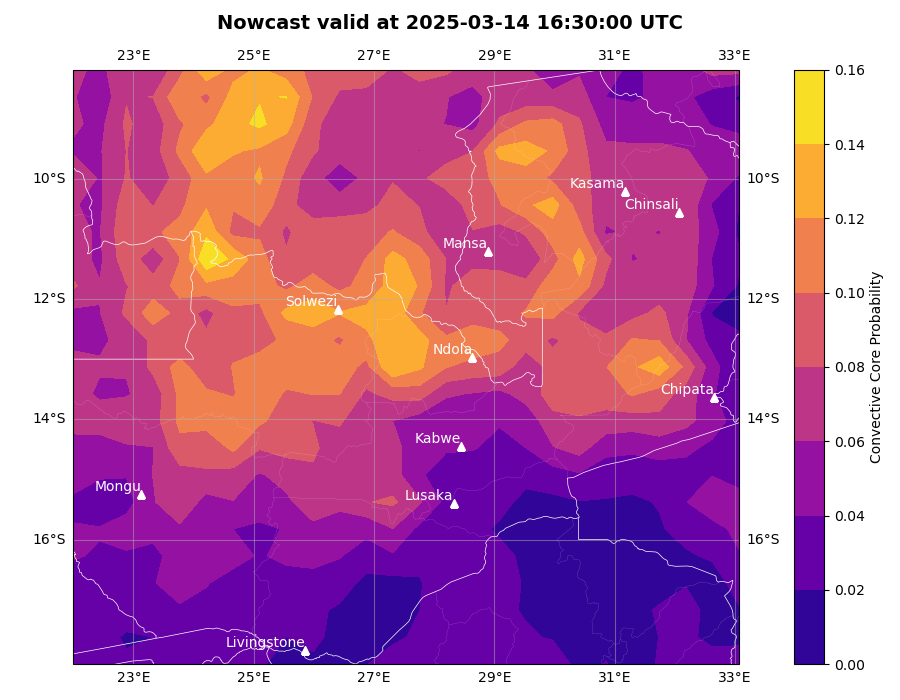 Nowcast valid at 2025-03-14 16:30:00 UTC
23°E 25°E 27°E 29°E 31°E 33°E
0.16
0.14
0.12
0.10
0.08
0.06
0.04
0.02
0.00
Convective Core Probability
10°S Kasama 10°S
Chinsali
Mansa
12°S Solwezi 12°S
Ndola
Chipata
14°S 14°S
Kabwe
Mongu Lusaka
16°S 16°S
Livingstone
23°E 25°E 27°E 29°E 31°E 33°E